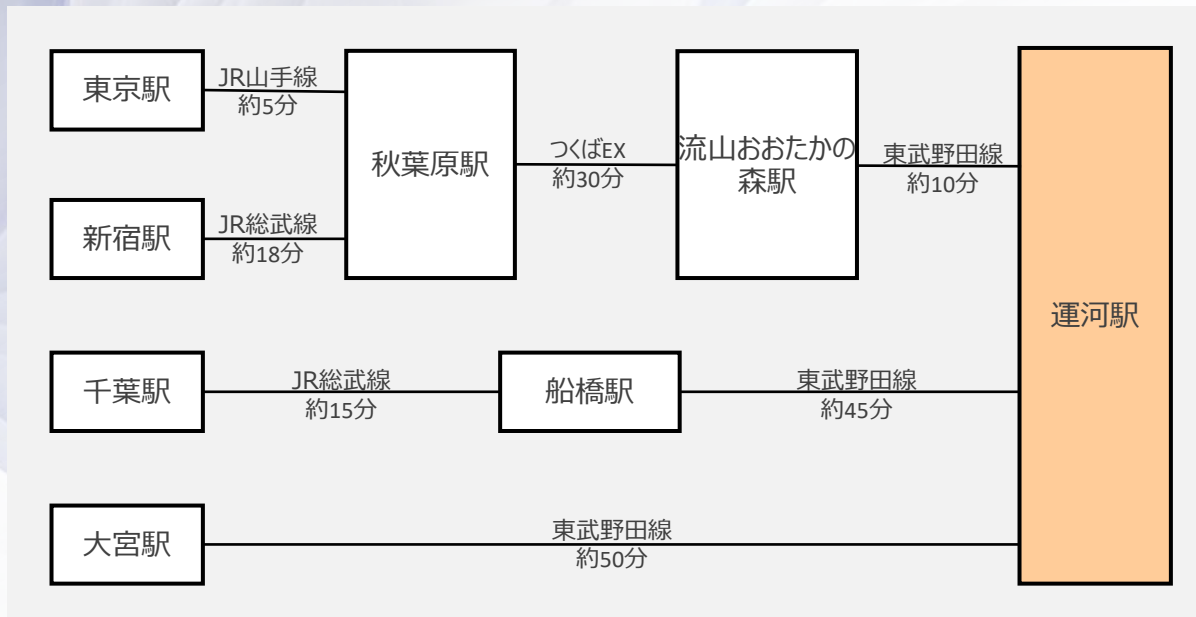 東京駅
JR山手線
約5分
新宿駅
JR総武線
約18分
秋葉原駅
つくばEX
約30分
流山おおたかの
森駅
東武野田線
約10分
千葉駅
JR総武線
約15分
船橋駅
東武野田線
約45分
大宮駅
東武野田線
約50分
運河駅